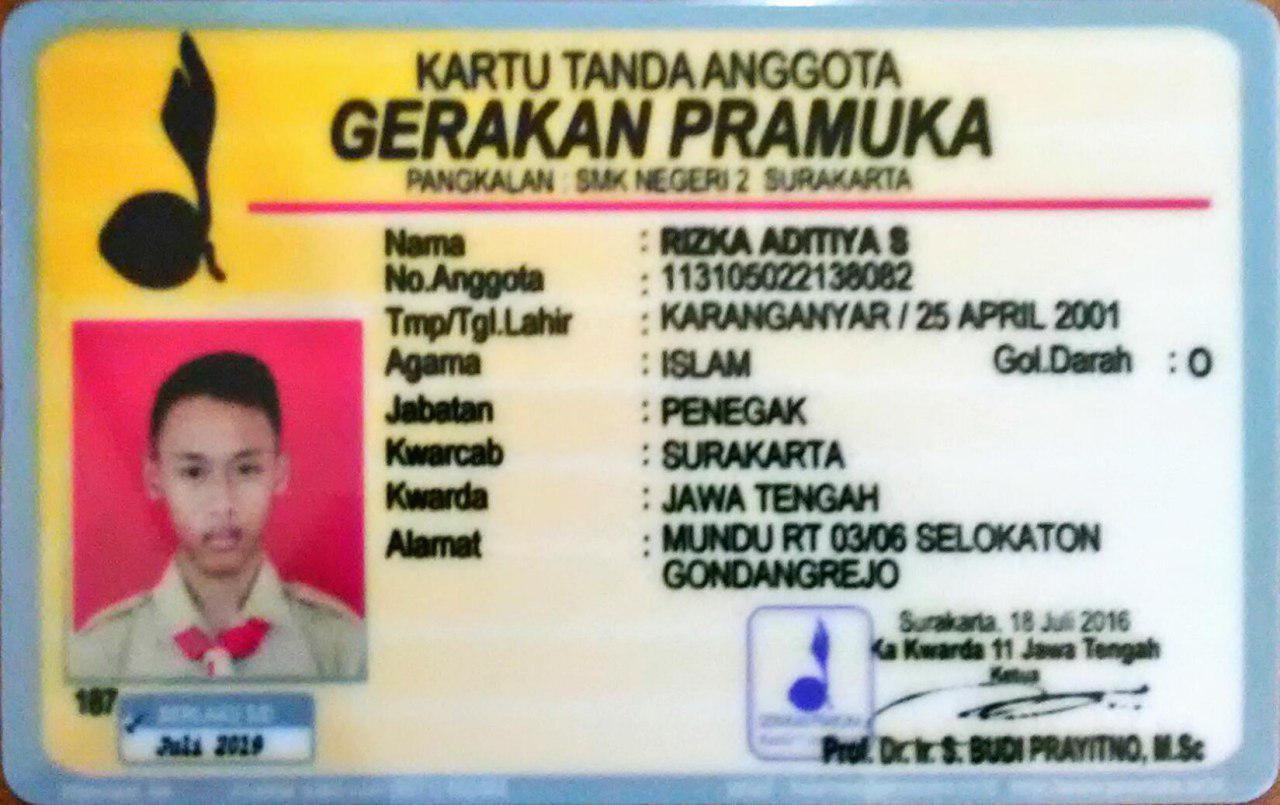 KARTU TANDA ANGGOTA
GERAKAN PRAMUKA
PANGKALAN : SMK NEGERI 2 SURAKARTA
Nama : RIZKA ADITIYA S
No.Anggota : 113105022138082
Tmp/Tgl.Lahir : KARANGANYAR / 25 APRIL 2001
Agama : ISLAM Gol.Darah : O
Jabatan : PENEGAK
Kwarcab : SURAKARTA
Kwarda : JAWA TENGAH
Alamat : MUNDU RT 03/06 SELOKATON
GONDANGREJO
Surakarta, 18 Juli 2016
Ka Kwarda 11 Jawa Tengah
Ketua
Prof. Dr. Ir. S. BUDI PRAYITNO, M.Sc
187
BERLAKU S/D
Juli 2019